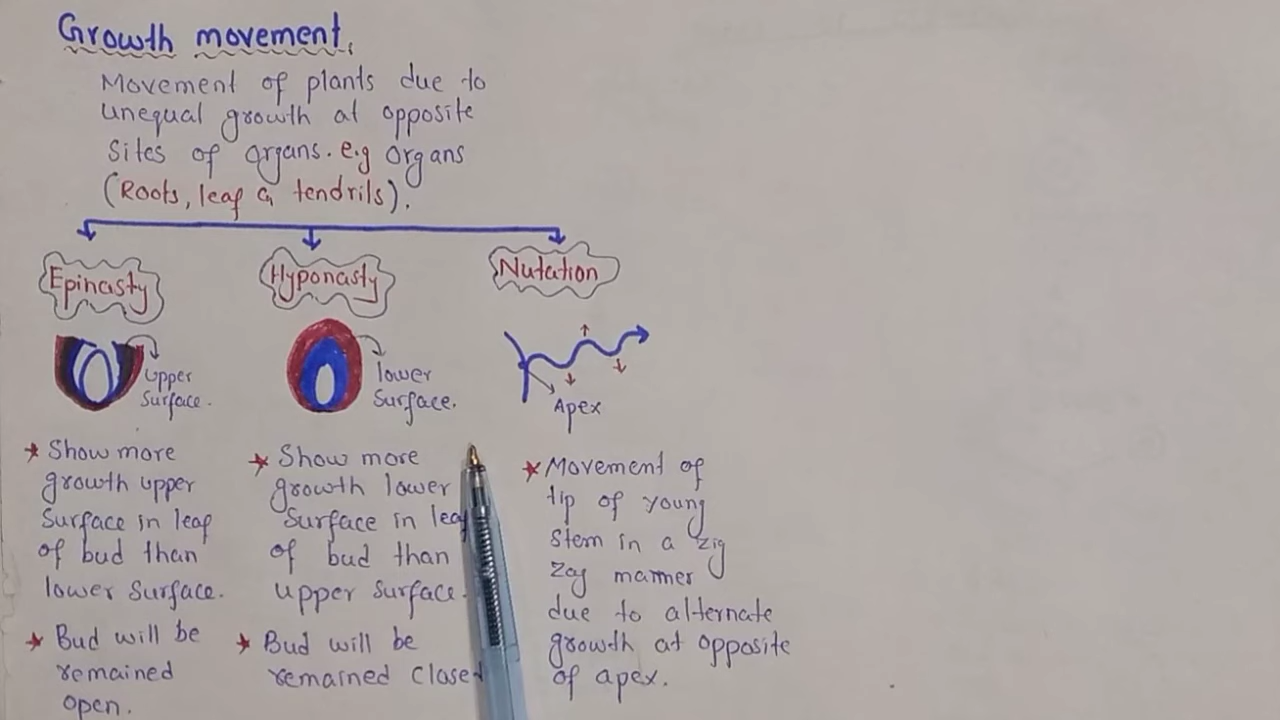 Growth movement,
Movement of plants due to
unequal growth at opposite
Sites of organs. e.g organs
(Roots, leaf & tendrils).
Epinasty
upper
Surface.
* Show more
growth upper
Surface in leaf
of bud than
lower Surface.
* Bud will be
remained
open.
Hyponasty
lower
Surface.
* Show more
growth lower
Surface in leaf
of bud than
upper surface.
* Bud will be
remained closed
Nutation
Apex
* Movement of
tip of young
Stem in a zig
zag manner
due to alternate
growth at opposite
of apex.